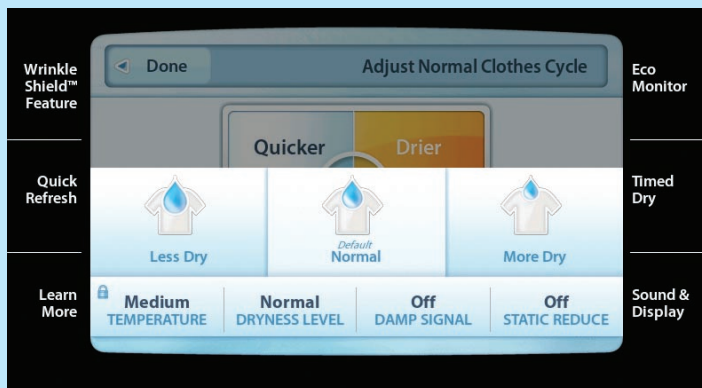 Wrinkle
Shield™
Feature
Quick
Refresh
Learn
More
Done
Adjust Normal Clothes Cycle
Quicker
Drier
Less Dry
Default
Normal
More Dry
Medium
TEMPERATURE
Normal
DRYNESS LEVEL
Off
DAMP SIGNAL
Off
STATIC REDUCE
Eco
Monitor
Timed
Dry
Sound &
Display